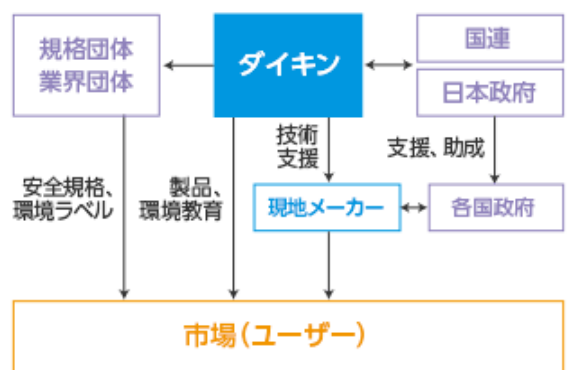 規格団体
業界団体
ダイキン
国連
日本政府
技術
支援
支援、助成
安全規格、
環境ラベル
製品、
環境教育
現地メーカー
各国政府
市場(ユーザー)